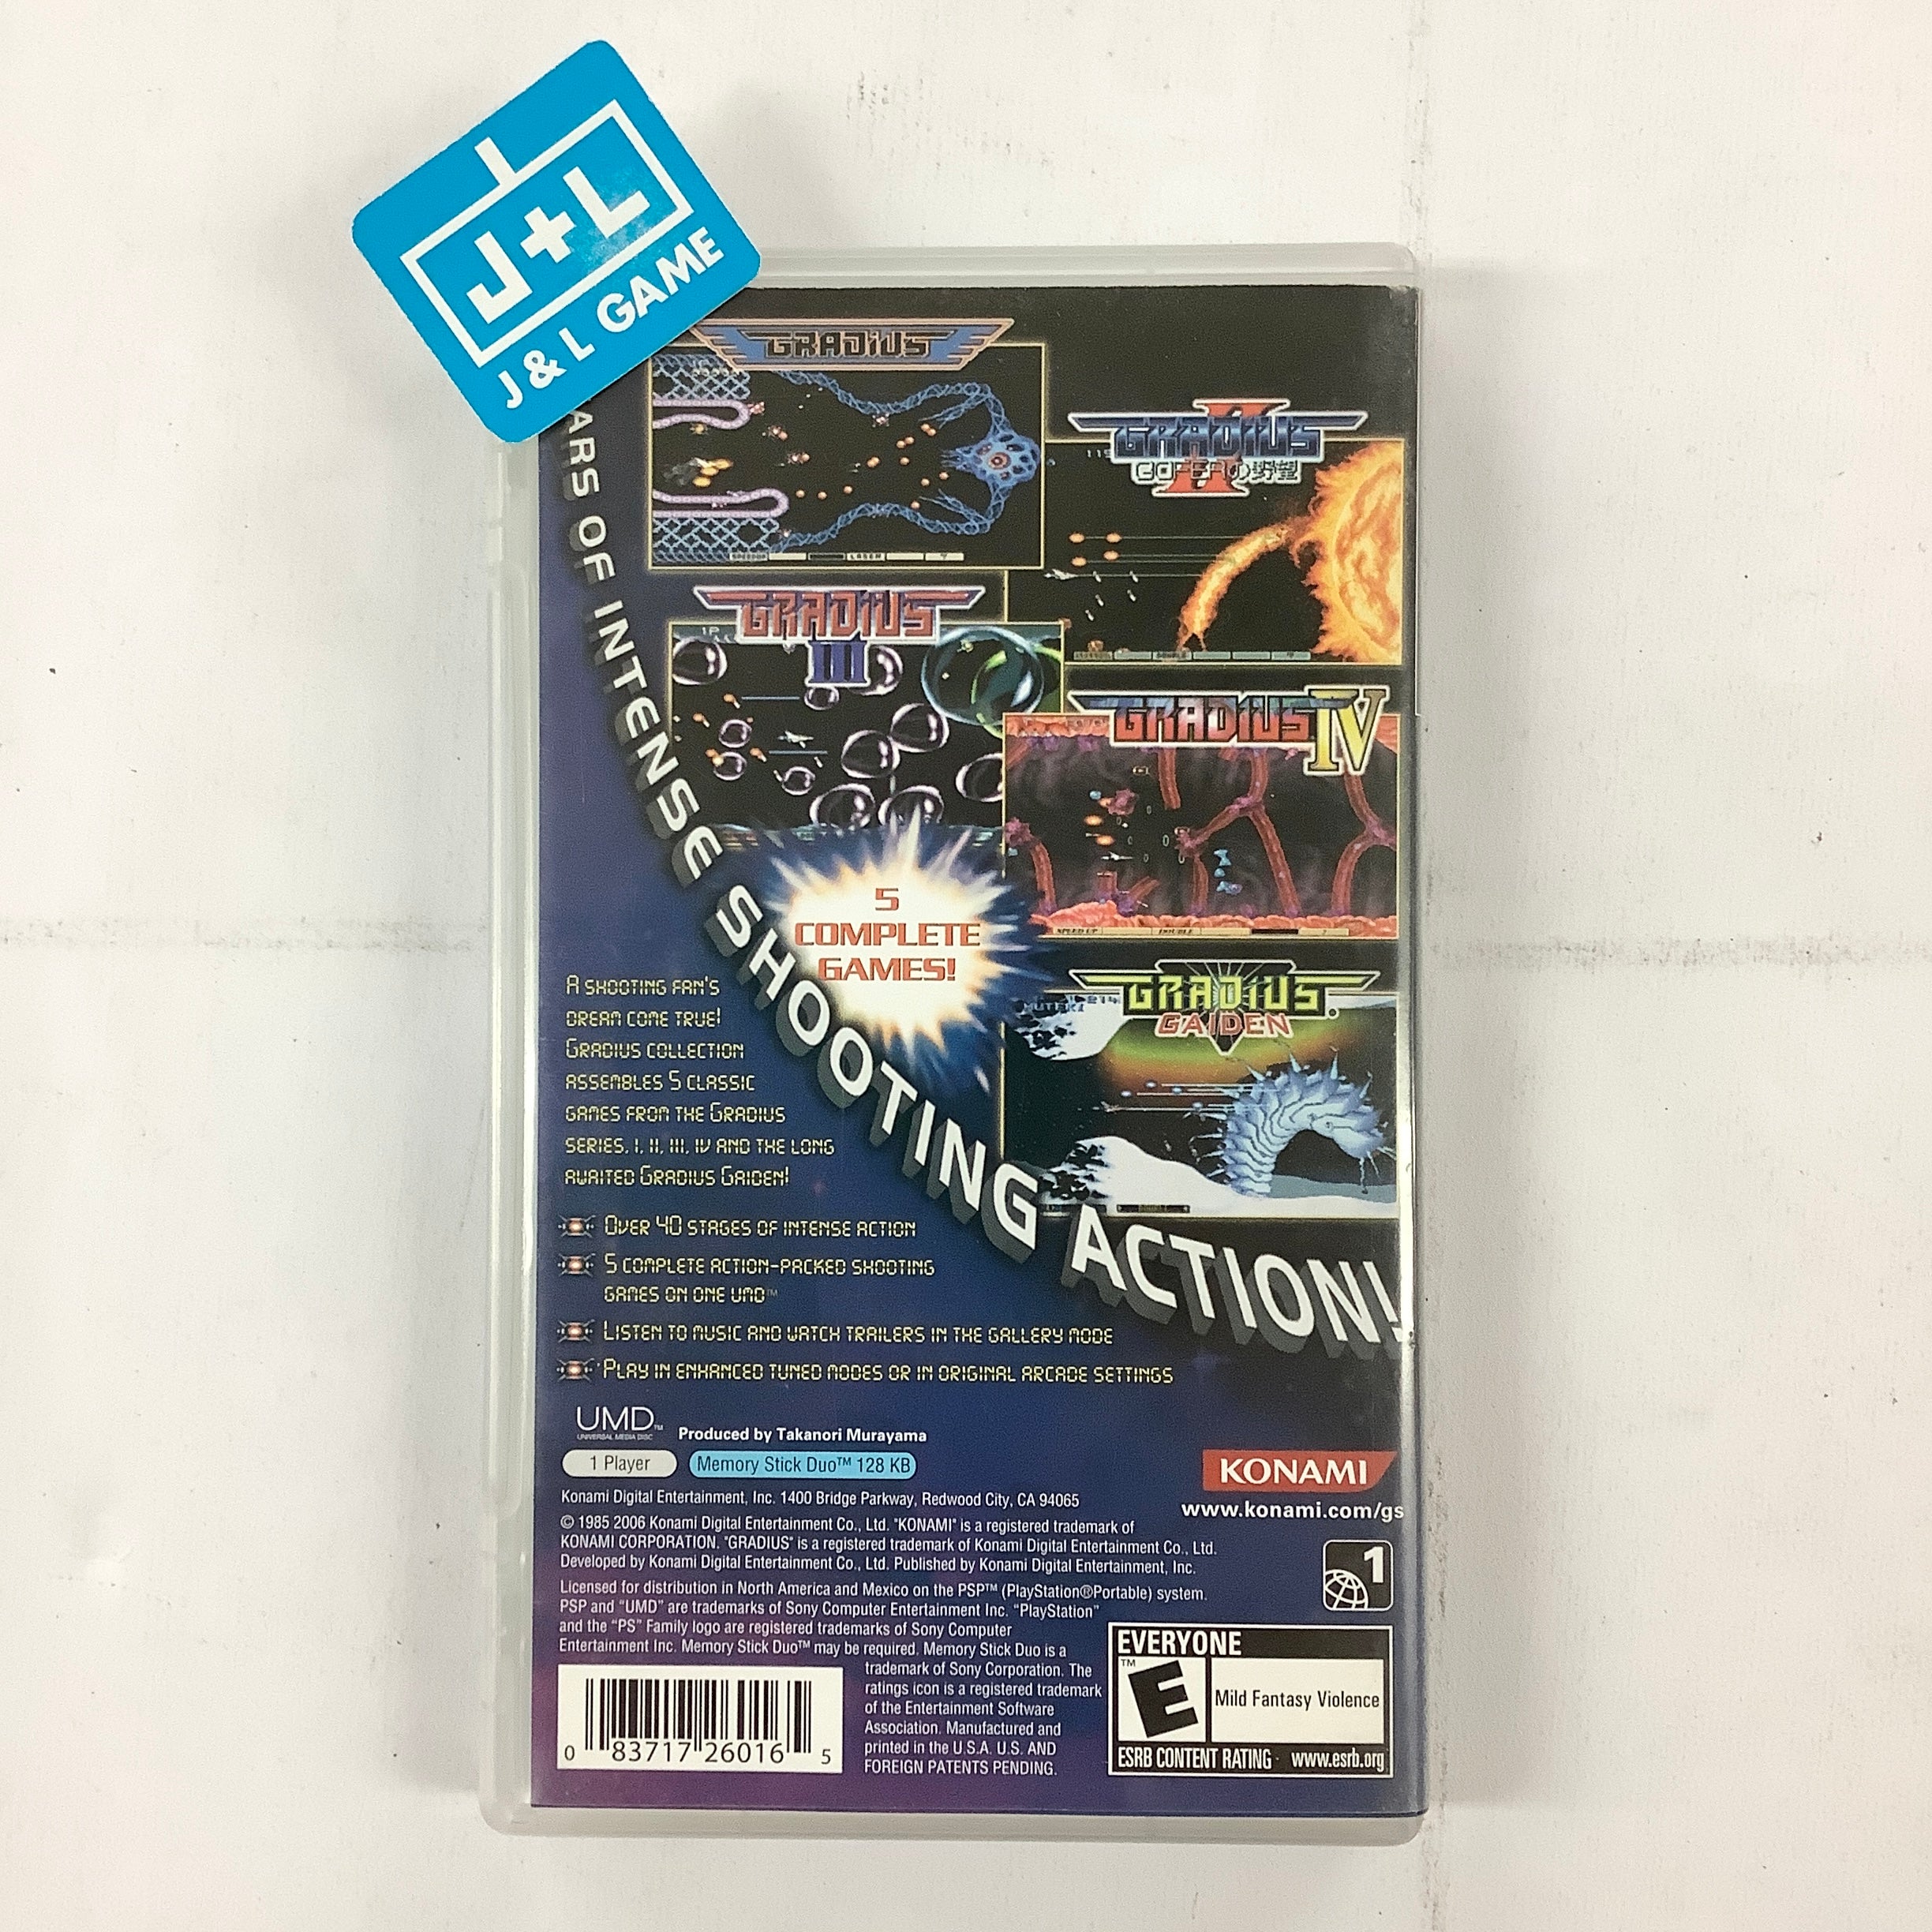 J+L
J & L GAME
GRADIUS
GRADIUS
II
GRADIUS
III
GRADIUS IV
GRADIUS
GAIDEN
ARS OF INTENSE SHOOTING ACTION!
5
COMPLETE
GAMES!
A SHOOTING FAN'S
DREAM COME TRUE!
GRADIUS COLLECTION
ASSEMBLES 5 CLASSIC
GAMES FROM THE GRADIUS
SERIES, I, II, III, IV AND THE LONG
AWAITED GRADIUS GAIDEN!
OVER 40 STAGES OF INTENSE ACTION
5 COMPLETE ACTION-PACKED SHOOTING
GAMES ON ONE UMD™
LISTEN TO MUSIC AND WATCH TRAILERS IN THE GALLERY MODE
PLAY IN ENHANCED TUNED MODES OR IN ORIGINAL ARCADE SETTINGS
UMD™
UNIVERSAL MEDIA DISC
Produced by Takanori Murayama
1 Player
Memory Stick Duo™ 128 KB
KONAMI
www.konami.com/gs
Konami Digital Entertainment, Inc. 1400 Bridge Parkway, Redwood City, CA 94065
© 1985 2006 Konami Digital Entertainment Co., Ltd. "KONAMI" is a registered trademark of
KONAMI CORPORATION. "GRADIUS" is a registered trademark of Konami Digital Entertainment Co., Ltd.
Developed by Konami Digital Entertainment Co., Ltd. Published by Konami Digital Entertainment, Inc.
Licensed for distribution in North America and Mexico on the PSP™ (PlayStation®Portable) system.
PSP and “UMD” are trademarks of Sony Computer Entertainment Inc. “PlayStation”
and the “PS” Family logo are registered trademarks of Sony Computer
Entertainment Inc. Memory Stick Duo™ may be required. Memory Stick Duo is a
trademark of Sony Corporation. The
ratings icon is a registered trademark
of the Entertainment Software
Association. Manufactured and
printed in the U.S.A. U.S. AND
FOREIGN PATENTS PENDING.
1
EVERYONE
™
E
Mild Fantasy Violence
ESRB CONTENT RATING www.esrb.org
0 83717 26016 5